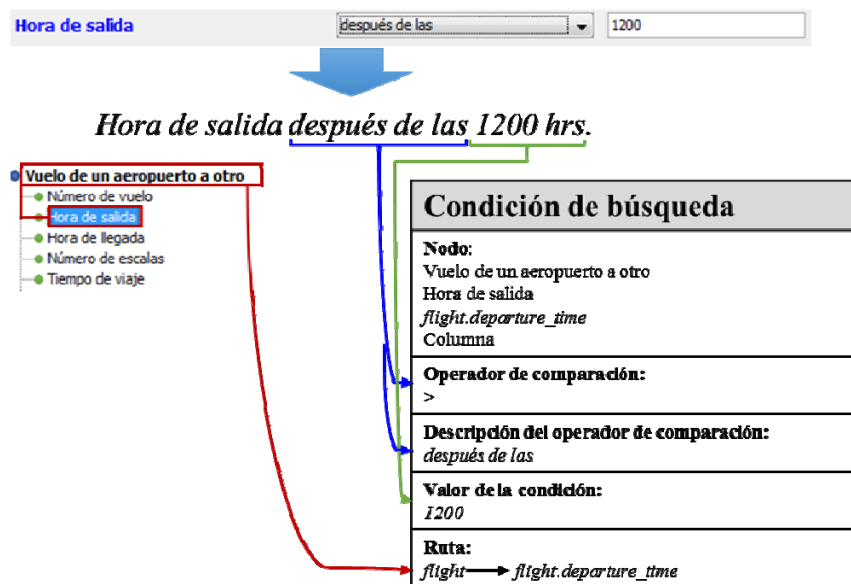 Hora de salida después de las 1200
Hora de salida después de las 1200 hrs.
Vuelo de un aeropuerto a otro
Número de vuelo
Hora de salida
Hora de llegada
Número de escalas
Tiempo de viaje
Condición de búsqueda
Nodo:
Vuelo de un aeropuerto a otro
Hora de salida
flight.departure_time
Columna
Operador de comparación:
>
Descripción del operador de comparación:
después de las
Valor de la condición:
1200
Ruta:
flight flight.departure_time